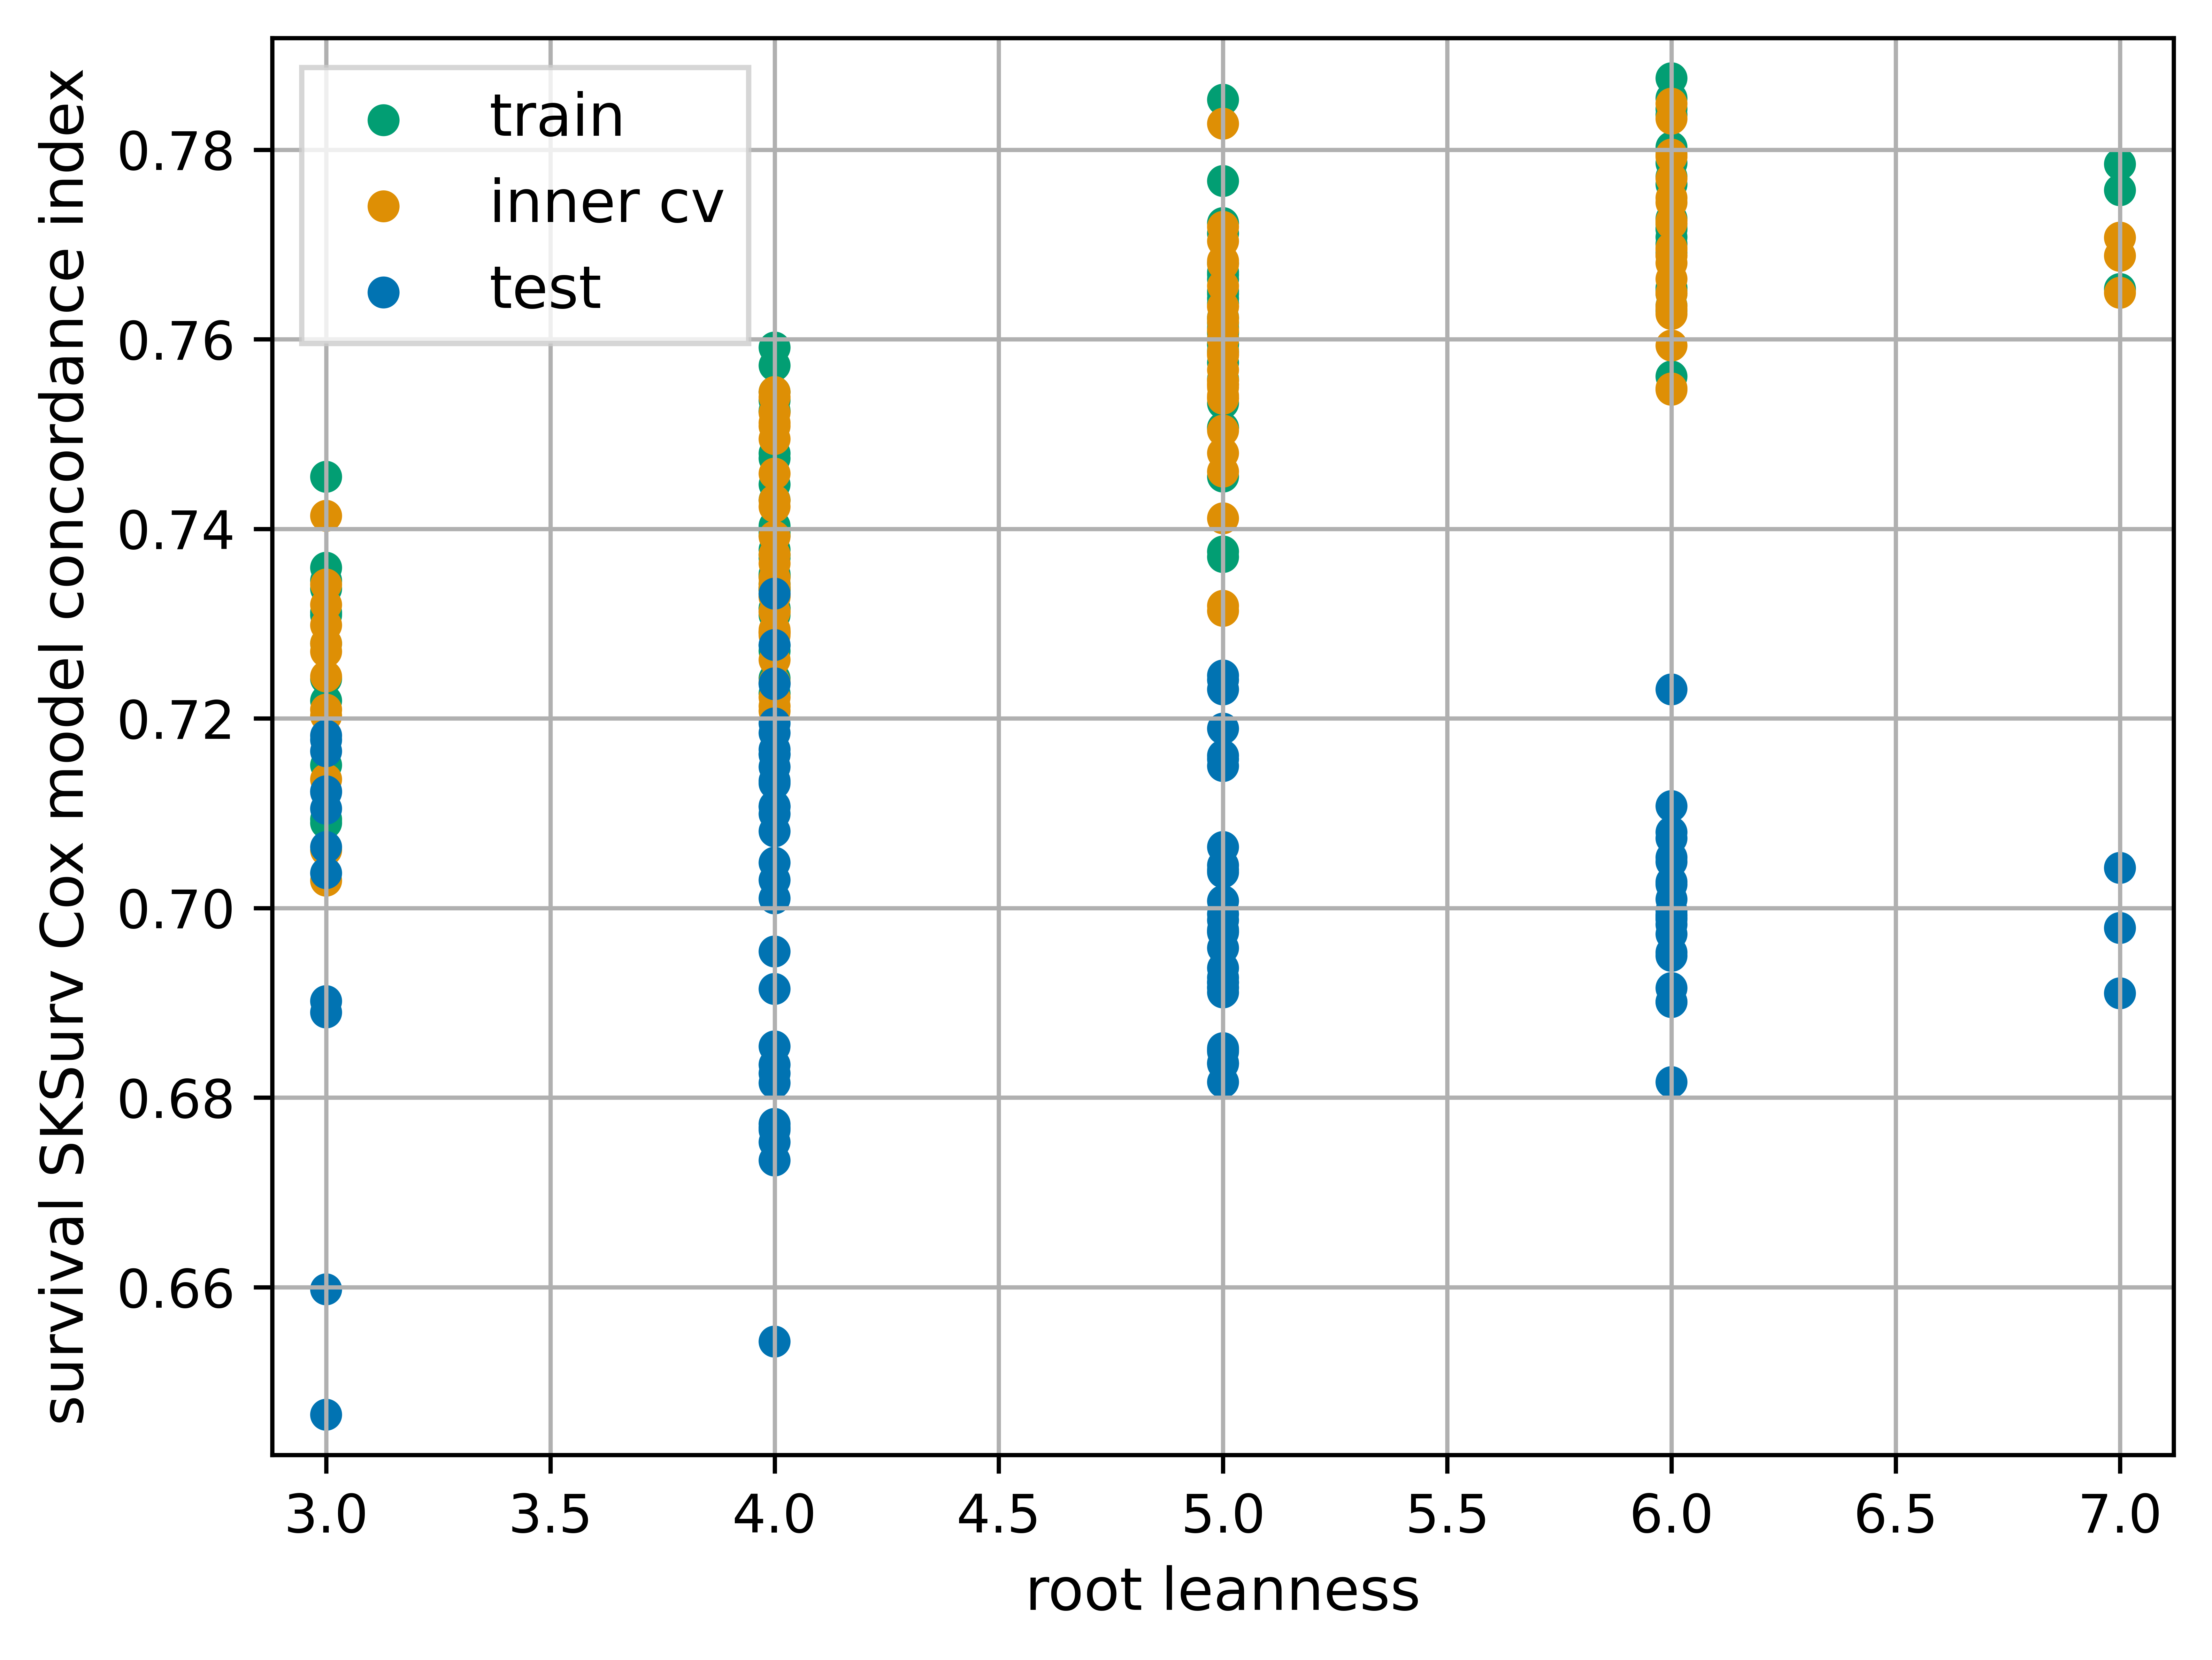 survival SKSurv Cox model concordance index
0.78
0.76
0.74
0.72
0.70
0.68
0.66
train
inner cv
test
3.0 3.5 4.0 4.5 5.0 5.5 6.0 6.5 7.0
root leanness